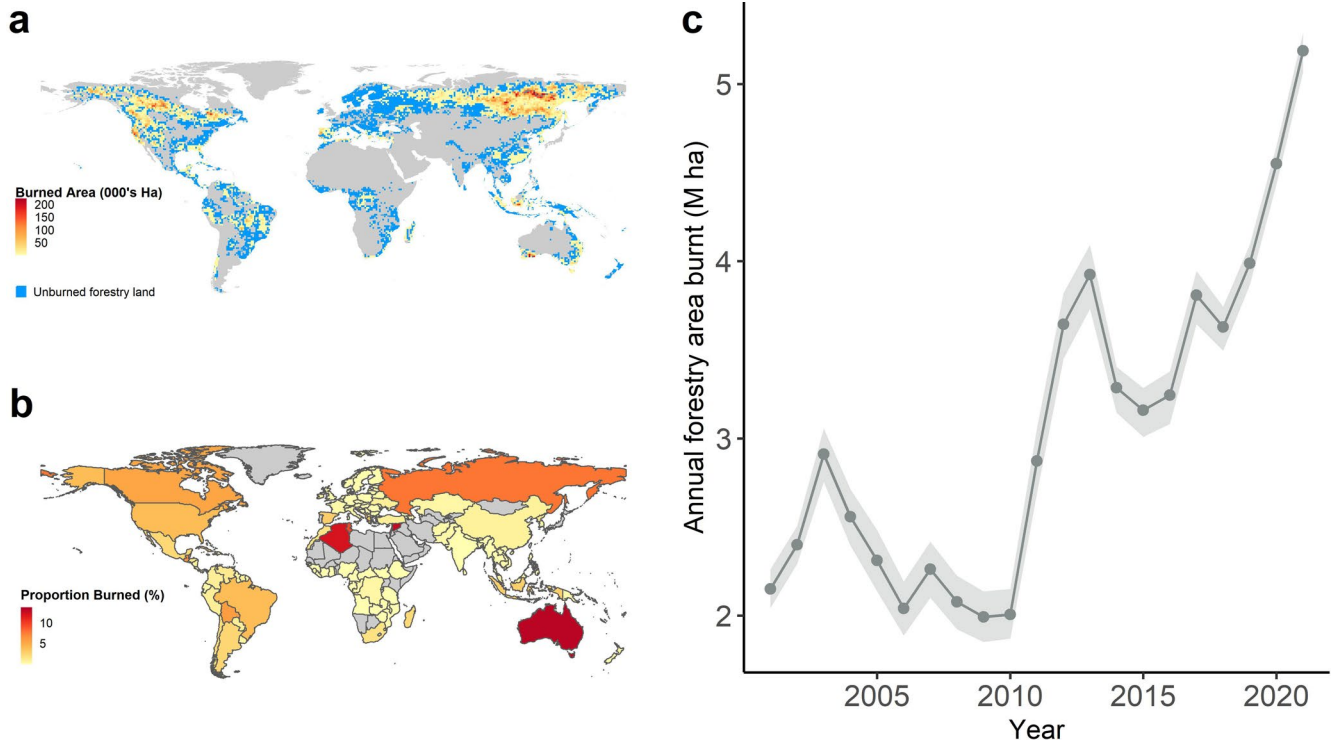 a
Burned Area (000's Ha)
200
150
100
50
Unburned forestry land
b
Proportion Burned (%)
10
5
c
Annual forestry area burnt (M ha)
5
4
3
2
2005
2010
2015
2020
Year